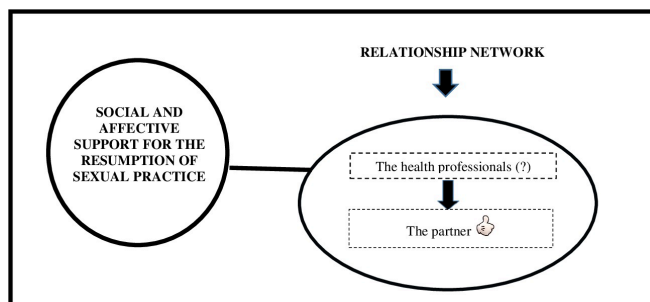 RELATIONSHIP NETWORK
SOCIAL AND
AFFECTIVE
SUPPORT FOR THE
RESUMPTION OF
SEXUAL PRACTICE
The health professionals (?)
The partner